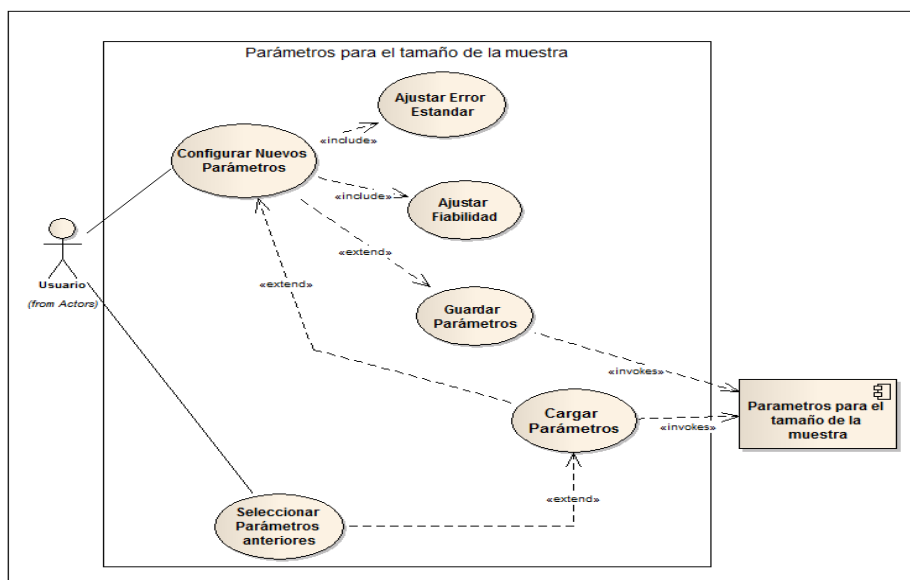 Parámetros para el tamaño de la muestra
Ajustar Error
Estandar
«include»
Configurar Nuevos
Parámetros
«include»
Ajustar
Fiabilidad
«extend»
«extend»
Usuario
(from Actors)
Guardar
Parámetros
«invokes»
Cargar
Parámetros
«invokes»
Parametros para el
tamaño de la
muestra
«extend»
Seleccionar
Parámetros
anteriores